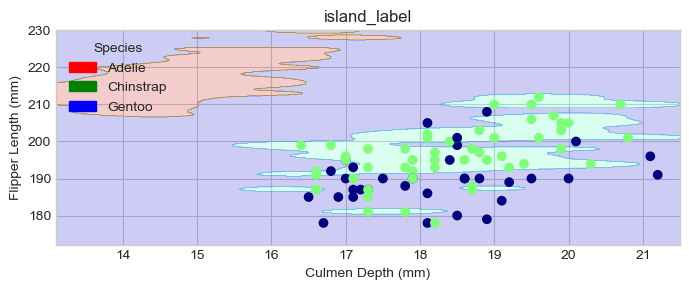 island_label
Species
Adelie
Chinstrap
Gentoo
Flipper Length (mm)
230
220
210
200
190
180
14 15 16 17 18 19 20 21
Culmen Depth (mm)